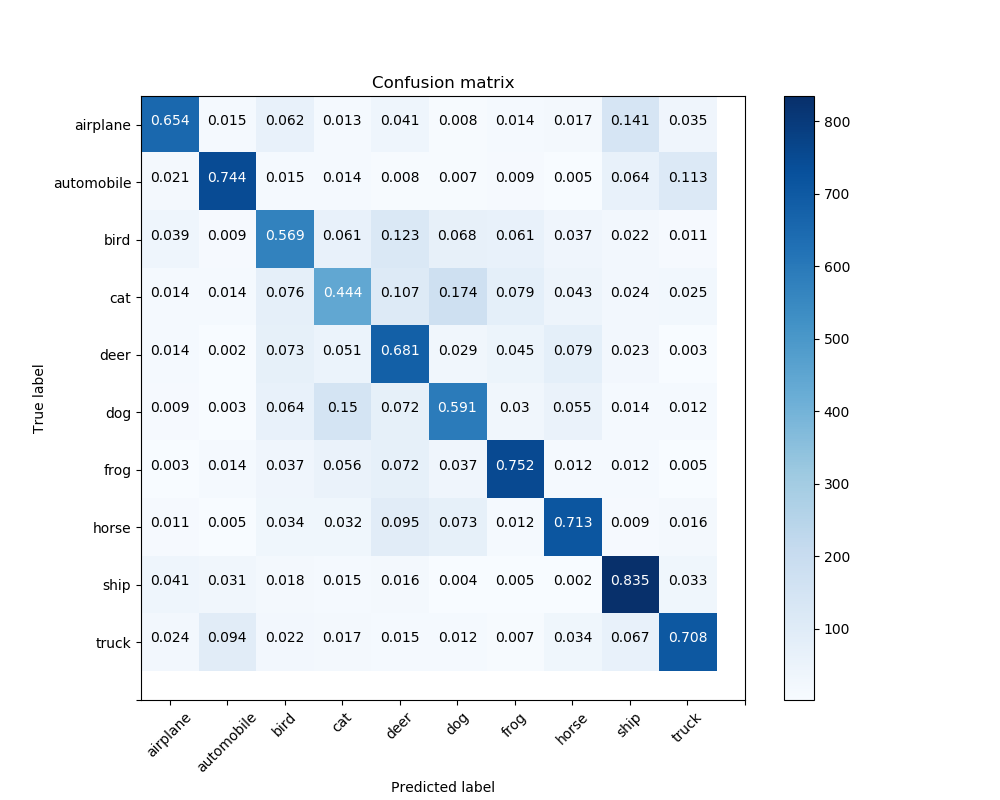 Confusion matrix
airplane 0.654 0.015 0.062 0.013 0.041 0.008 0.014 0.017 0.141 0.035
automobile 0.021 0.744 0.015 0.014 0.008 0.007 0.009 0.005 0.064 0.113
bird 0.039 0.009 0.569 0.061 0.123 0.068 0.061 0.037 0.022 0.011
cat 0.014 0.014 0.076 0.444 0.107 0.174 0.079 0.043 0.024 0.025
deer 0.014 0.002 0.073 0.051 0.681 0.029 0.045 0.079 0.023 0.003
dog 0.009 0.003 0.064 0.15 0.072 0.591 0.03 0.055 0.014 0.012
frog 0.003 0.014 0.037 0.056 0.072 0.037 0.752 0.012 0.012 0.005
horse 0.011 0.005 0.034 0.032 0.095 0.073 0.012 0.713 0.009 0.016
ship 0.041 0.031 0.018 0.015 0.016 0.004 0.005 0.002 0.835 0.033
truck 0.024 0.094 0.022 0.017 0.015 0.012 0.007 0.034 0.067 0.708
True label
airplane automobile bird cat deer dog frog horse ship truck
Predicted label
800
700
600
500
400
300
200
100